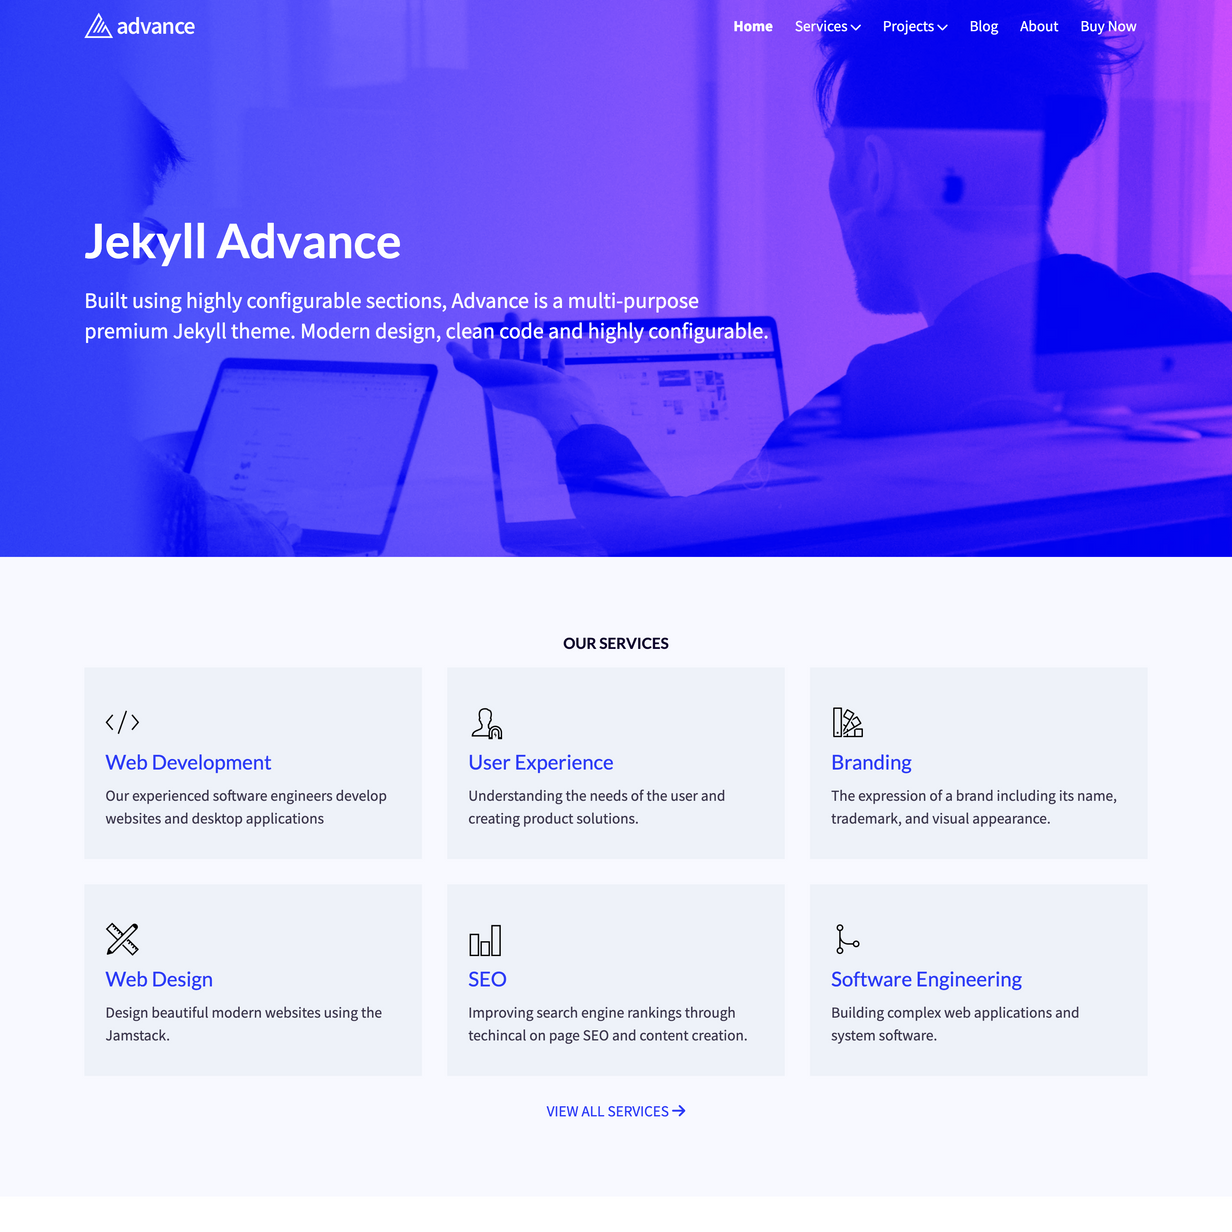 advance
Home Services Projects Blog About Buy Now
Jekyll Advance
Built using highly configurable sections, Advance is a multi-purpose
premium Jekyll theme. Modern design, clean code and highly configurable.
OUR SERVICES
Web Development
Our experienced software engineers develop
websites and desktop applications
User Experience
Understanding the needs of the user and
creating product solutions.
Branding
The expression of a brand including its name,
trademark, and visual appearance.
Web Design
Design beautiful modern websites using the
Jamstack.
SEO
Improving search engine rankings through
techincal on page SEO and content creation.
Software Engineering
Building complex web applications and
system software.
VIEW ALL SERVICES